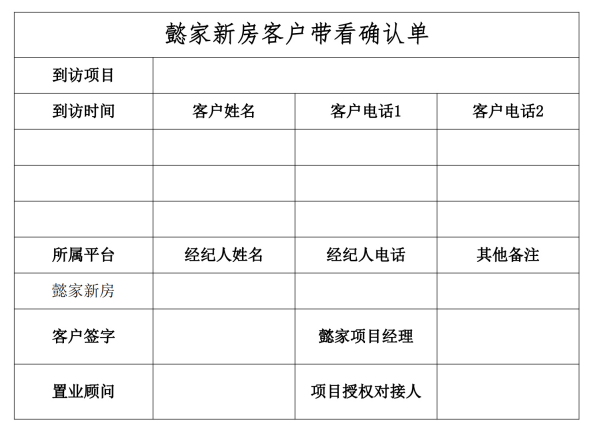 懿家新房客户带看确认单
到访项目
到访时间 客户姓名 客户电话1 客户电话2
所属平台 经纪人姓名 经纪人电话 其他备注
懿家新房
客户签字 懿家项目经理
置业顾问 项目授权对接人